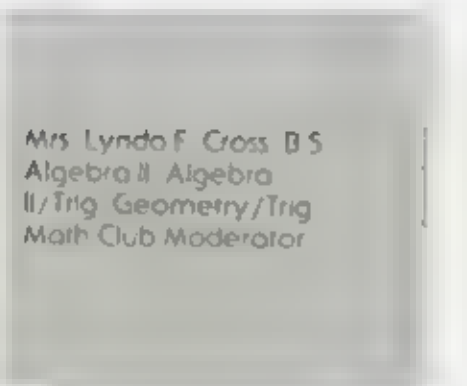 Mrs Lynda F Cross B S
Algebra II Algebra
II/Trig Geometry/Trig
Math Club Moderator